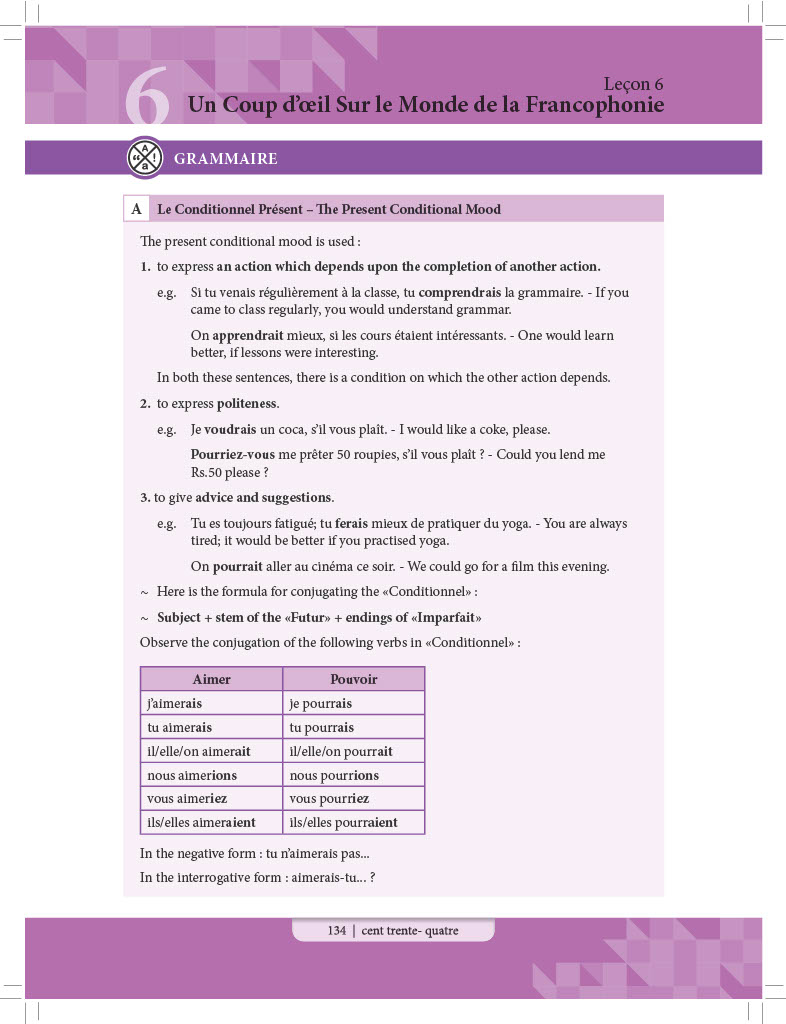 6
Leçon 6
Un Coup d’œil Sur le Monde de la Francophonie
A
“ !
a
GRAMMAIRE
A Le Conditionnel Présent – The Present Conditional Mood
The present conditional mood is used :
1. to express an action which depends upon the completion of another action.
e.g. Si tu venais régulièrement à la classe, tu comprendrais la grammaire. - If you
came to class regularly, you would understand grammar.
On apprendrait mieux, si les cours étaient intéressants. - One would learn
better, if lessons were interesting.
In both these sentences, there is a condition on which the other action depends.
2. to express politeness.
e.g. Je voudrais un coca, s’il vous plaît. - I would like a coke, please.
Pourriez-vous me prêter 50 roupies, s’il vous plaît ? - Could you lend me
Rs.50 please ?
3. to give advice and suggestions.
e.g. Tu es toujours fatigué; tu ferais mieux de pratiquer du yoga. - You are always
tired; it would be better if you practised yoga.
On pourrait aller au cinéma ce soir. - We could go for a film this evening.
~ Here is the formula for conjugating the «Conditionnel» :
~ Subject + stem of the «Futur» + endings of «Imparfait»
Observe the conjugation of the following verbs in «Conditionnel» :
Aimer Pouvoir
j’aimerais je pourrais
tu aimerais tu pourrais
il/elle/on aimerait il/elle/on pourrait
nous aimerions nous pourrions
vous aimeriez vous pourriez
ils/elles aimeraient ils/elles pourraient
In the negative form : tu n’aimerais pas...
In the interrogative form : aimerais-tu... ?
134 | cent trente- quatre